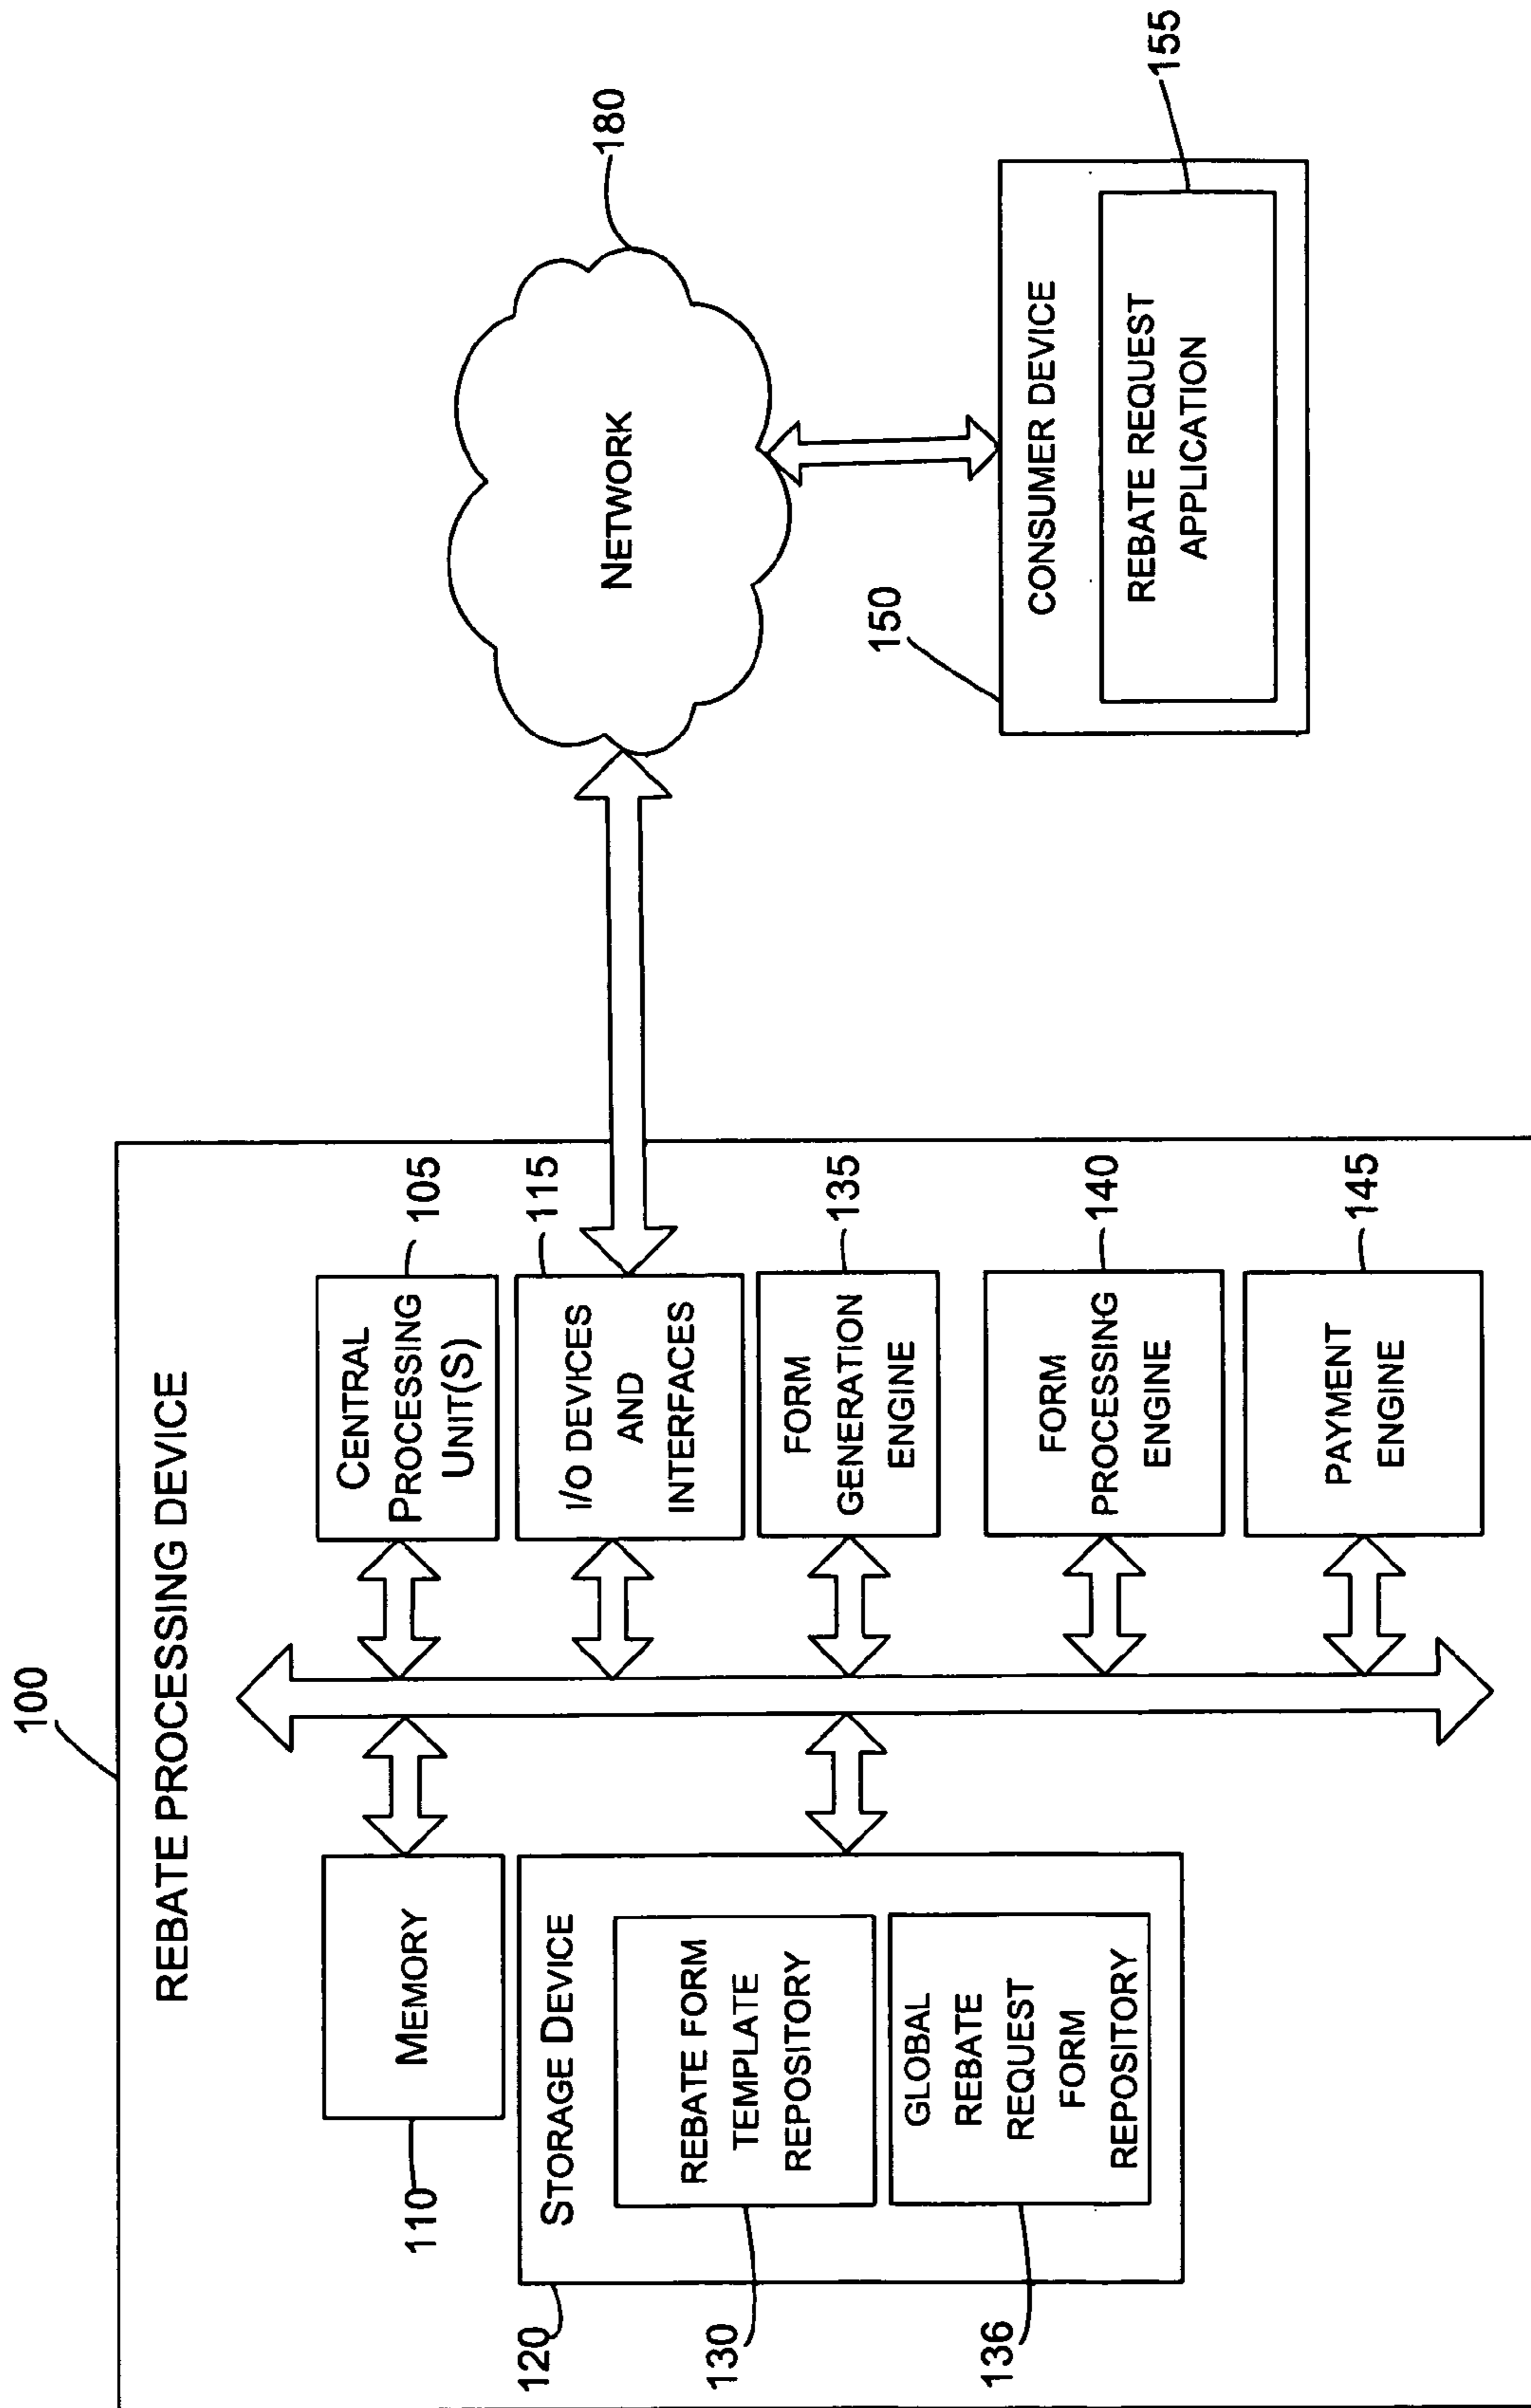 100
REBATE PROCESSING DEVICE
MEMORY
110
STORAGE DEVICE
120
REBATE FORM
TEMPLATE
REPOSITORY
130
GLOBAL
REBATE
REQUEST
FORM
REPOSITORY
136
CENTRAL
PROCESSING
UNIT(S)
105
I/O DEVICES
AND
INTERFACES
115
FORM
GENERATION
ENGINE
135
FORM
PROCESSING
ENGINE
140
PAYMENT
ENGINE
145
NETWORK
180
150
CONSUMER DEVICE
REBATE REQUEST
APPLICATION
155